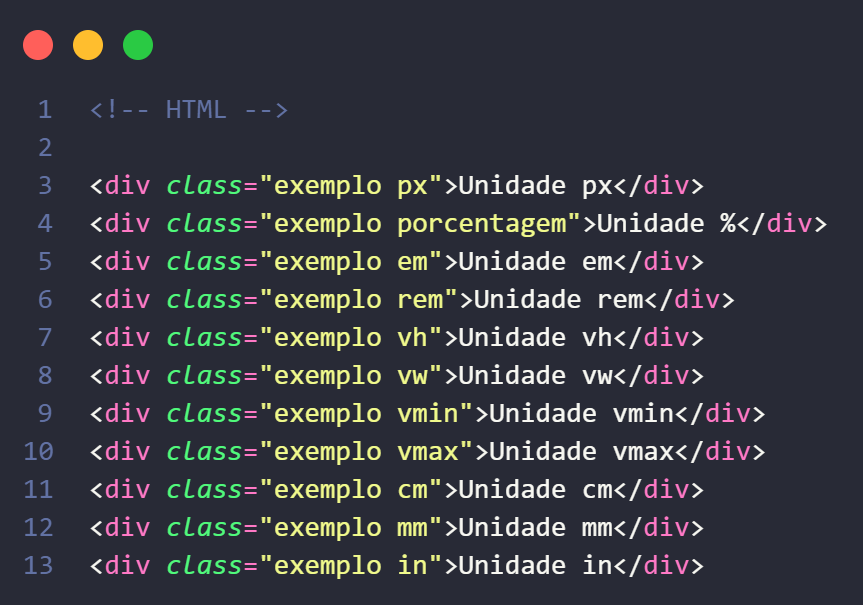 1 <!-- HTML -->
2
3 <div class="exemplo px">Unidade px</div>
4 <div class="exemplo porcentagem">Unidade %</div>
5 <div class="exemplo em">Unidade em</div>
6 <div class="exemplo rem">Unidade rem</div>
7 <div class="exemplo vh">Unidade vh</div>
8 <div class="exemplo vw">Unidade vw</div>
9 <div class="exemplo vmin">Unidade vmin</div>
10 <div class="exemplo vmax">Unidade vmax</div>
11 <div class="exemplo cm">Unidade cm</div>
12 <div class="exemplo mm">Unidade mm</div>
13 <div class="exemplo in">Unidade in</div>